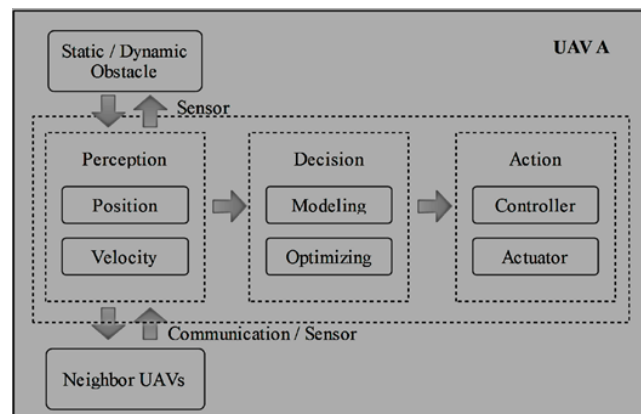 UAV A
Static / Dynamic
Obstacle
Sensor
Perception
Position
Velocity
Decision
Modeling
Optimizing
Action
Controller
Actuator
Communication / Sensor
Neighbor UAVs